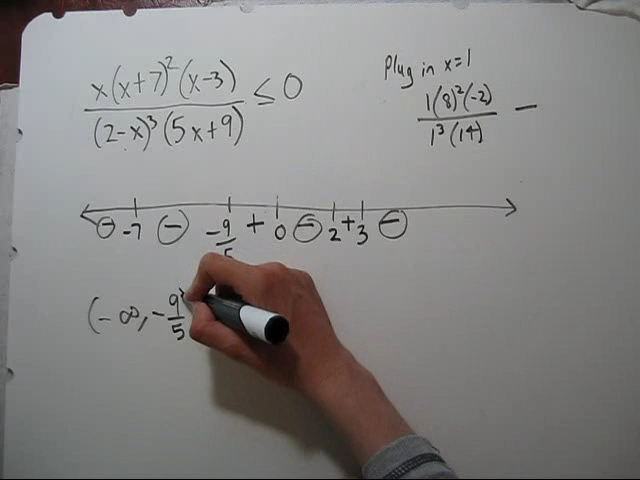 x(x+7)²(x-3)
≤ 0
(2-x)³(5x+9)
Plug in x=1
1(8)²(-2)
-
1³(14)
- -7 - -9/5 + 0 - 2 + 3 -
(-∞, -9/5